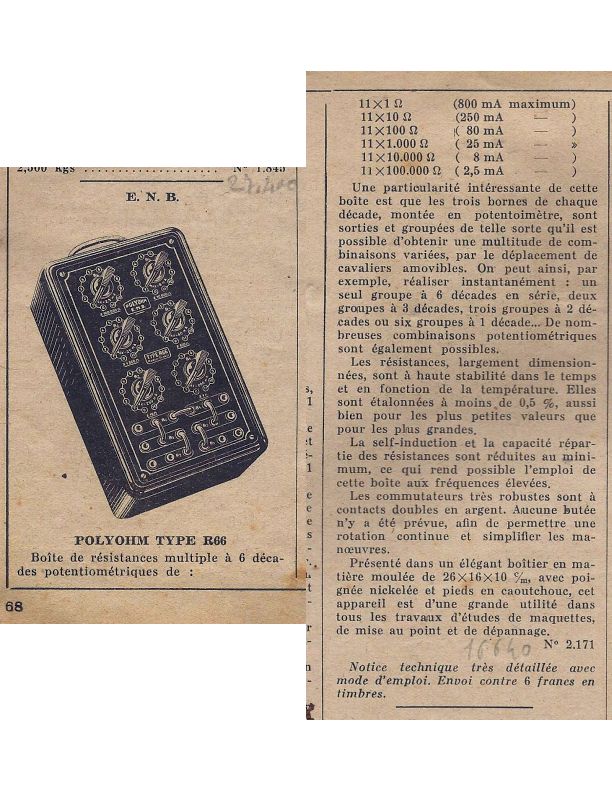 2,500 kgs .................. N° 1.845
E. N. B.
POLYOHM
E.N.B.
TYPE R66
POLYOHM TYPE R66
Boîte de résistances multiple à 6 déca-
des potentiométriques de :
68
11×1 Ω (800 mA maximum)
11×10 Ω (250 mA — )
11×100 Ω ( 80 mA — )
11×1.000 Ω ( 25 mA — »
11×10.000 Ω ( 8 mA — )
11×100.000 Ω ( 2,5 mA — )
Une particularité intéressante de cette
boîte est que les trois bornes de chaque
décade, montée en potentoimètre, sont
sorties et groupées de telle sorte qu'il est
possible d'obtenir une multitude de com-
binaisons variées, par le déplacement de
cavaliers amovibles. On peut ainsi, par
exemple, réaliser instantanément : un
seul groupe à 6 décades en série, deux
groupes à 3 décades, trois groupes à 2 dé-
cades ou six groupes à 1 décade... De nom-
breuses combinaisons potentiométriques
sont également possibles.
Les résistances, largement dimension-
nées, sont à haute stabilité dans le temps
et en fonction de la température. Elles
sont étalonnées à moins de 0,5 %, aussi
bien pour les plus petites valeurs que
pour les plus grandes.
La self-induction et la capacité répar-
tie des résistances sont réduites au mini-
mum, ce qui rend possible l'emploi de
cette boîte aux fréquences élevées.
Les commutateurs très robustes sont à
contacts doubles en argent. Aucune butée
n'y a été prévue, afin de permettre une
rotation continue et simplifier les ma-
nœuvres.
Présenté dans un élégant boîtier en ma-
tière moulée de 26×16×10 c/m, avec poi-
gnée nickelée et pieds en caoutchouc, cet
appareil est d'une grande utilité dans
tous les travaux d'études de maquettes,
de mise au point et de dépannage.
N° 2.171
16640
Notice technique très détaillée avec
mode d'emploi. Envoi contre 6 francs en
timbres.